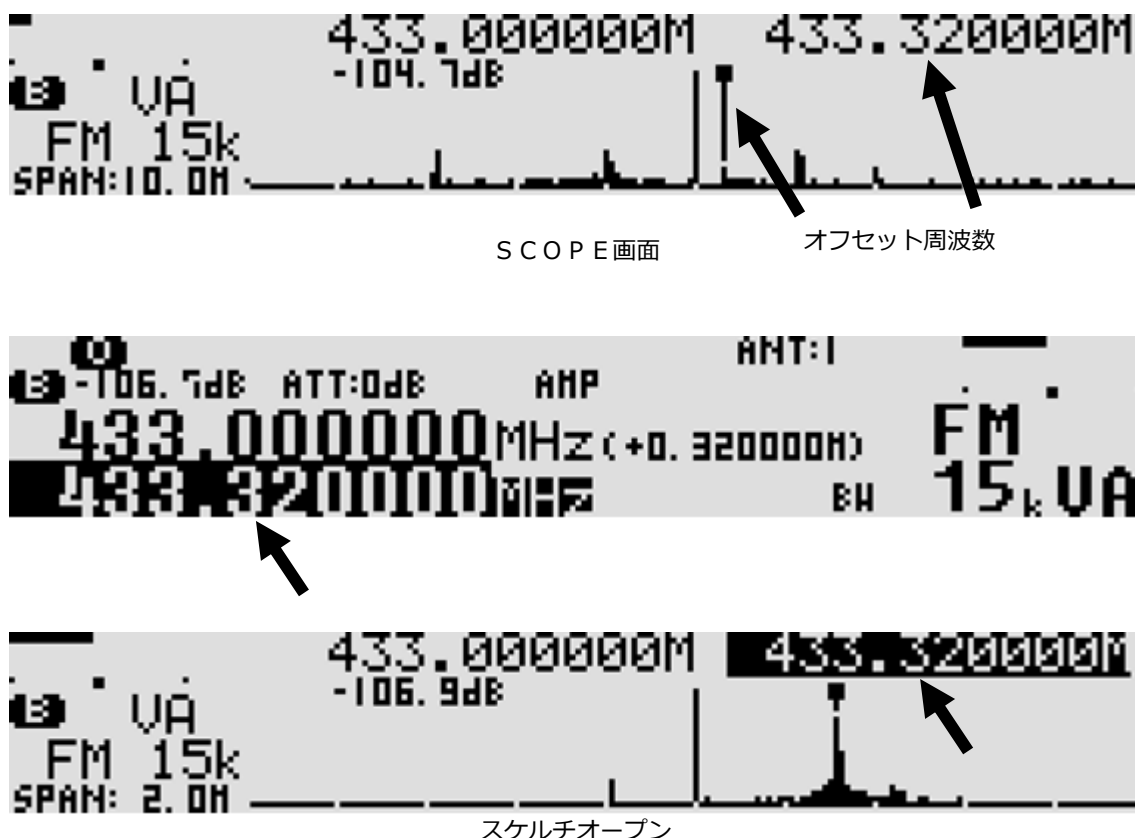 433.000000M 433.320000M
-104.7dB
B VA
FM 15k
SPAN:10.0M
SCOPE画面
オフセット周波数
ANT:1
B -106.7dB ATT:0dB AMP
433.000000MHz(+0.320000M) FM
433.320000MHz BW 15k VA
433.000000M 433.320000M
-106.9dB
B VA
FM 15k
SPAN: 2.0M
スケルチオープン